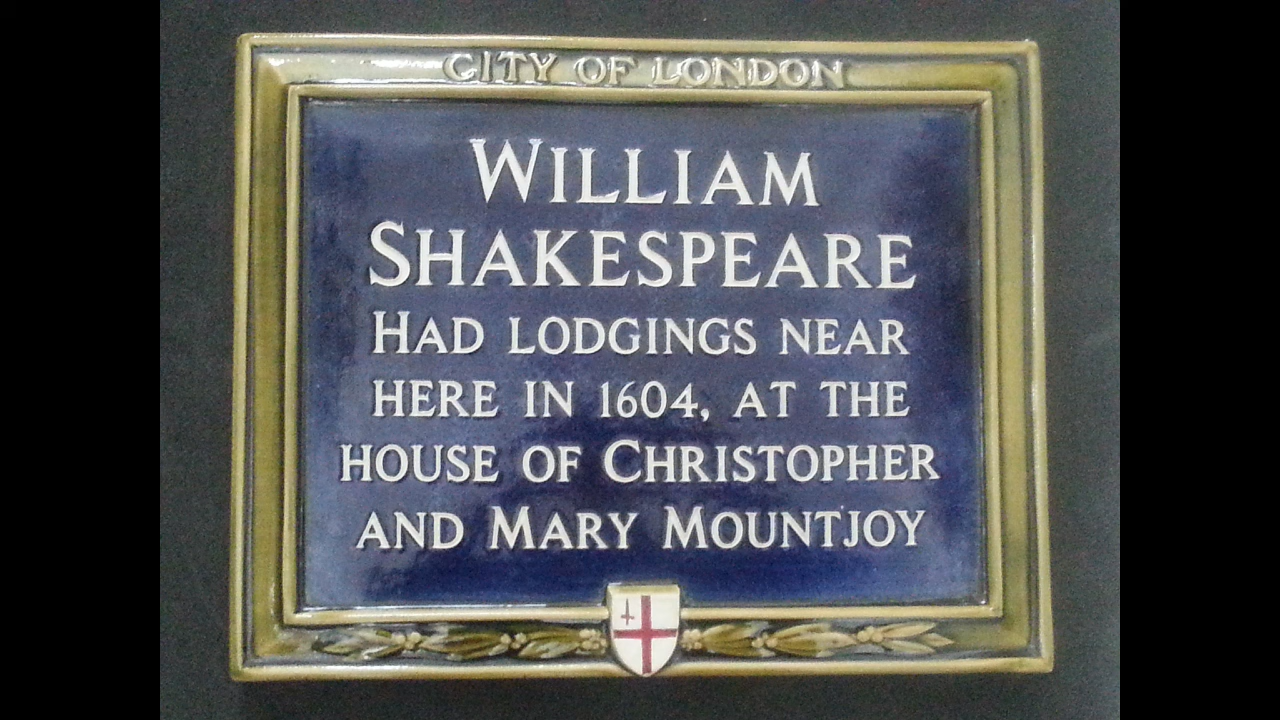 CITY OF LONDON
WILLIAM
SHAKESPEARE
HAD LODGINGS NEAR
HERE IN 1604, AT THE
HOUSE OF CHRISTOPHER
AND MARY MOUNTJOY